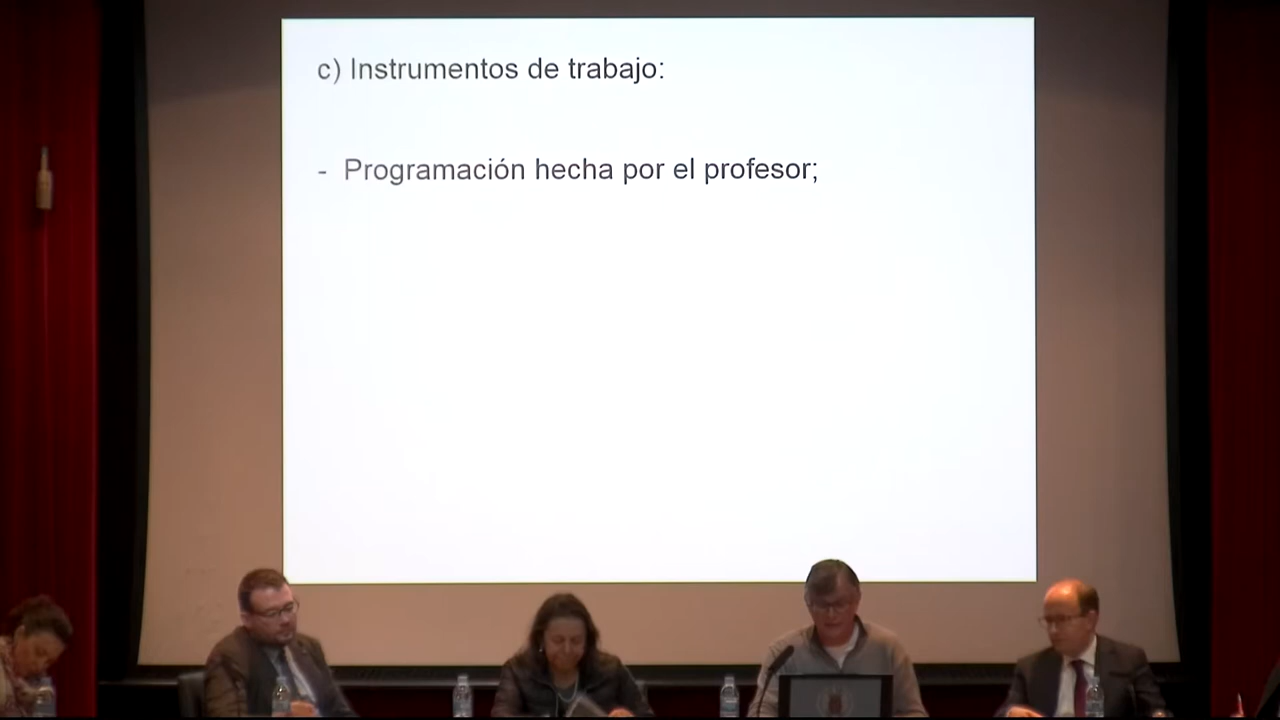 c) Instrumentos de trabajo:
- Programación hecha por el profesor;